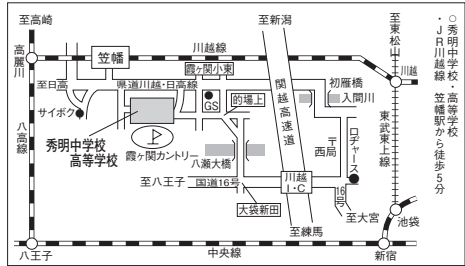 ○秀明中学校・高等学校
・JR川越線 笠幡駅から徒歩5分
至高崎
至新潟
至東松山
高麗川
笠幡
川越線
霞ヶ関小東
川越
至日高
県道川越・日高線
初雁橋
入間川
サイボク
GS
的場上
関越高速道
秀明中学校
高等学校
霞ヶ関カントリー
八瀬大橋
〒西局
ロヂャース
東武東上線
八高線
至八王子
国道16号
川越
I・C
16号
大袋新田
至大宮
池袋
至練馬
八王子
中央線
新宿